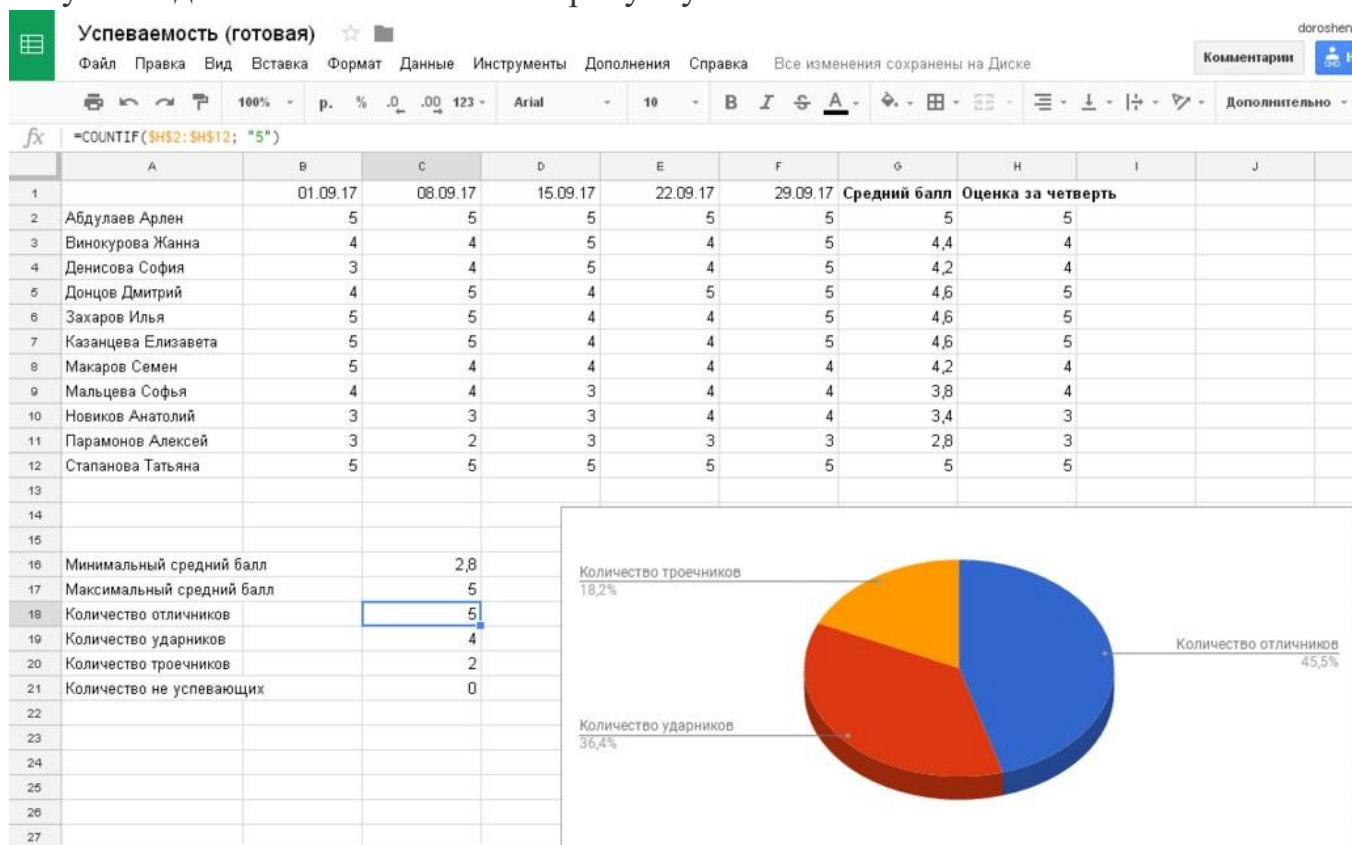 Успеваемость (готовая)
doroshen
Файл Правка Вид Вставка Формат Данные Инструменты Дополнения Справка Все изменения сохранены на Диске
Комментарии
100% р. % .0 .00 123 Arial 10 B I S A Дополнительно
fx =COUNTIF($H$2:$H$12; "5")
A B C D E F G H I J
1 01.09.17 08.09.17 15.09.17 22.09.17 29.09.17 Средний балл Оценка за четверть
2 Абдулаев Арлен 5 5 5 5 5 5 5
3 Винокурова Жанна 4 4 5 4 5 4,4 4
4 Денисова София 3 4 5 4 5 4,2 4
5 Донцов Дмитрий 4 5 4 5 5 4,6 5
6 Захаров Илья 5 5 4 4 5 4,6 5
7 Казанцева Елизавета 5 5 4 4 5 4,6 5
8 Макаров Семен 5 4 4 4 4 4,2 4
9 Мальцева Софья 4 4 3 4 4 3,8 4
10 Новиков Анатолий 3 3 3 4 4 3,4 3
11 Парамонов Алексей 3 2 3 3 3 2,8 3
12 Стапанова Татьяна 5 5 5 5 5 5 5
13
14
15
16 Минимальный средний балл 2,8
17 Максимальный средний балл 5
18 Количество отличников 5
19 Количество ударников 4
20 Количество троечников 2
21 Количество не успевающих 0
22
23
24
25
26
27
Количество троечников
18,2%
Количество отличников
45,5%
Количество ударников
36,4%